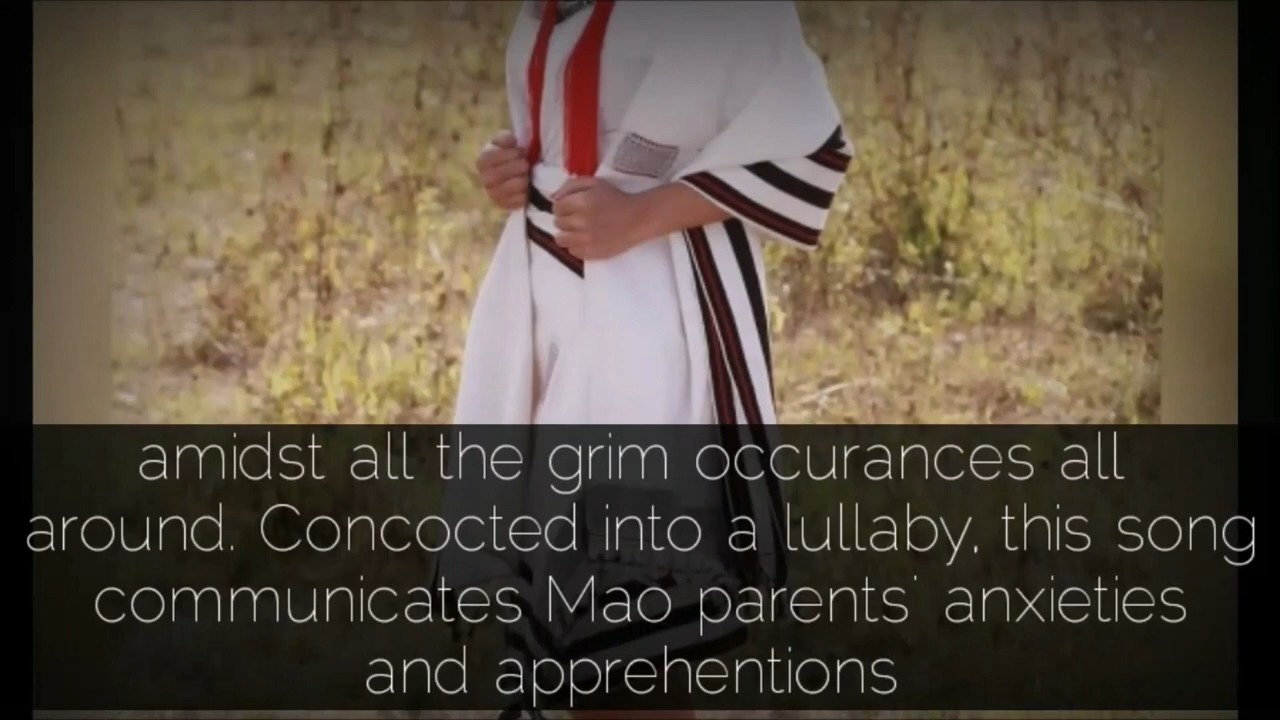 amidst all the grim occurances all
around. Concocted into a lullaby, this song
communicates Mao parents' anxieties
and apprehentions